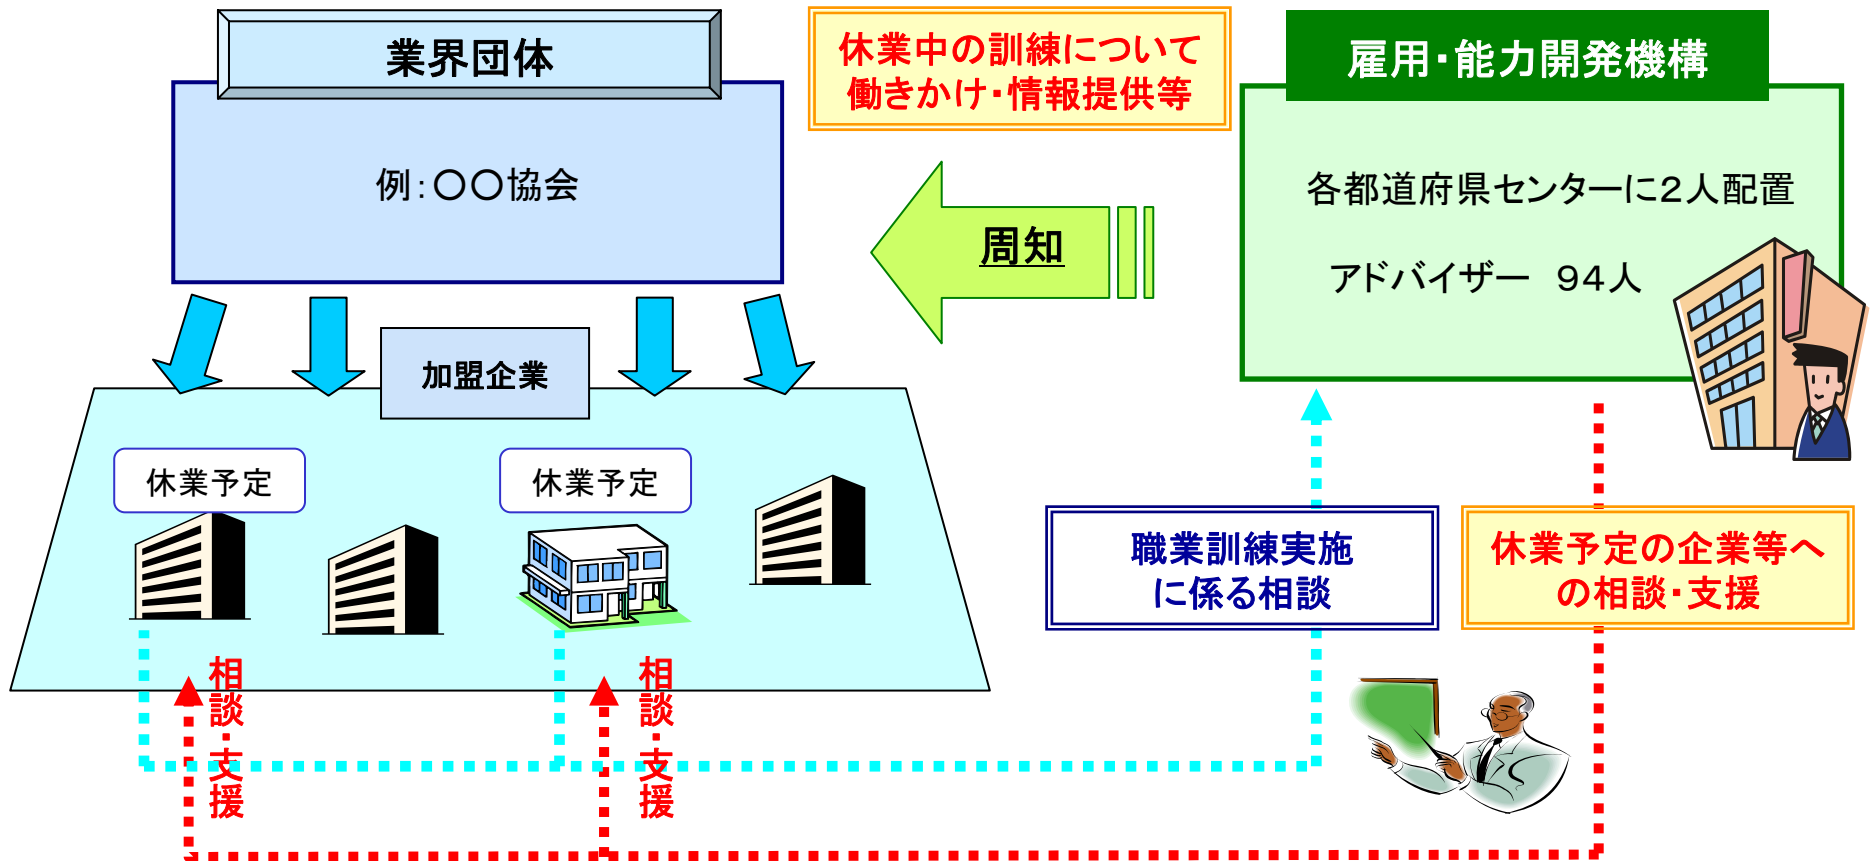 業界団体
例：〇〇協会
休業中の訓練について
働きかけ・情報提供等
雇用・能力開発機構
各都道府県センターに２人配置
アドバイザー　９４人
周知
加盟企業
休業予定
休業予定
職業訓練実施
に係る相談
休業予定の企業等へ
の相談・支援
相談・支援
相談・支援